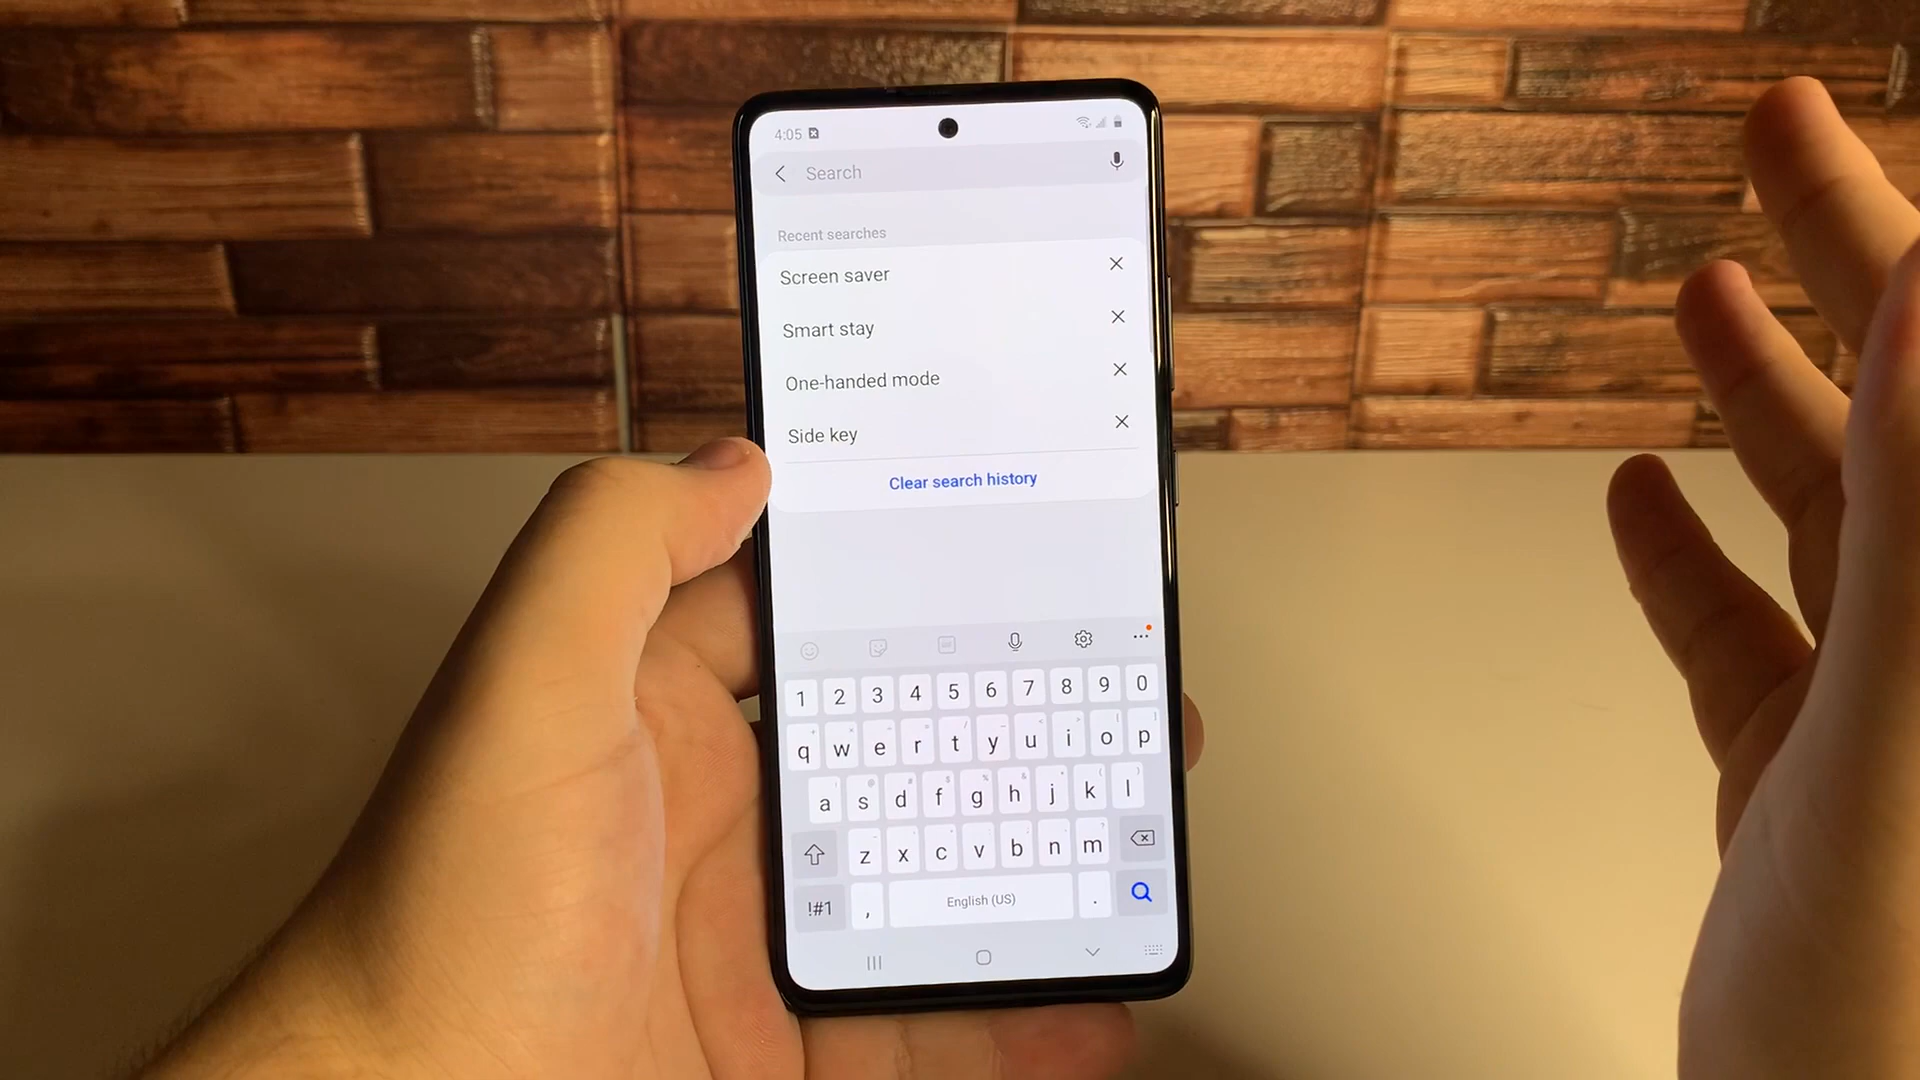 4:05
Search
Recent searches
Screen saver
Smart stay
One-handed mode
Side key
Clear search history
1 2 3 4 5 6 7 8 9 0
q w e r t y u i o p
a s d f g h j k l
z x c v b n m
!#1 , English (US) .